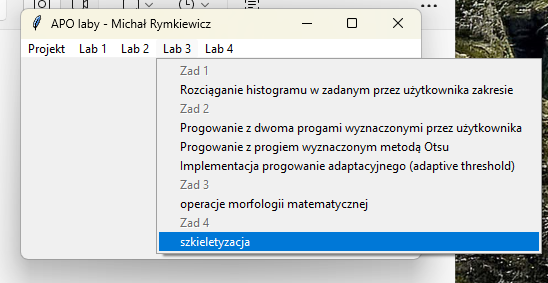 APO laby - Michał Rymkiewicz
Projekt Lab 1 Lab 2 Lab 3 Lab 4
Zad 1
Rozciąganie histogramu w zadanym przez użytkownika zakresie
Zad 2
Progowanie z dwoma progami wyznaczonymi przez użytkownika
Progowanie z progiem wyznaczonym metodą Otsu
Implementacja progowanie adaptacyjnego (adaptive threshold)
Zad 3
operacje morfologii matematycznej
Zad 4
szkieletyzacja